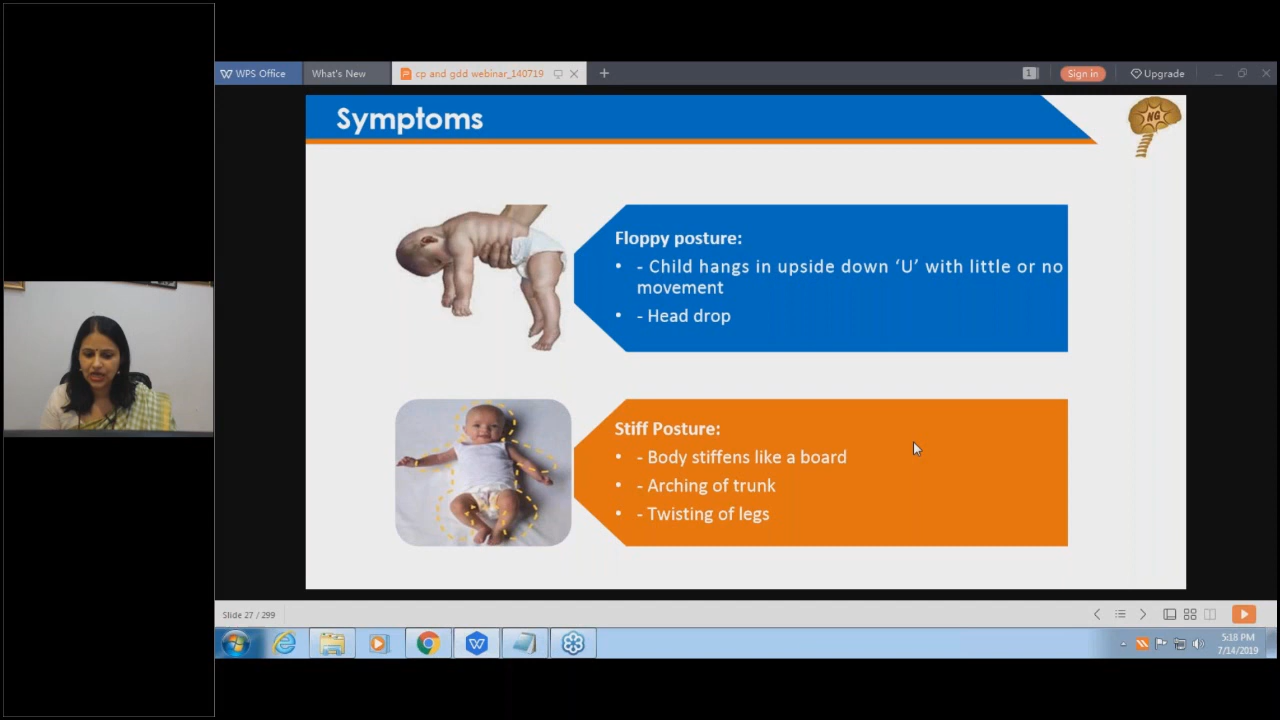 WPS Office
What's New
cp and gdd webinar_140719
1
Sign in
Upgrade
Symptoms
NG
Floppy posture:
• - Child hangs in upside down ‘U’ with little or no
movement
• - Head drop
Stiff Posture:
• - Body stiffens like a board
• - Arching of trunk
• - Twisting of legs
Slide 27 / 299
5:18 PM
7/14/2019